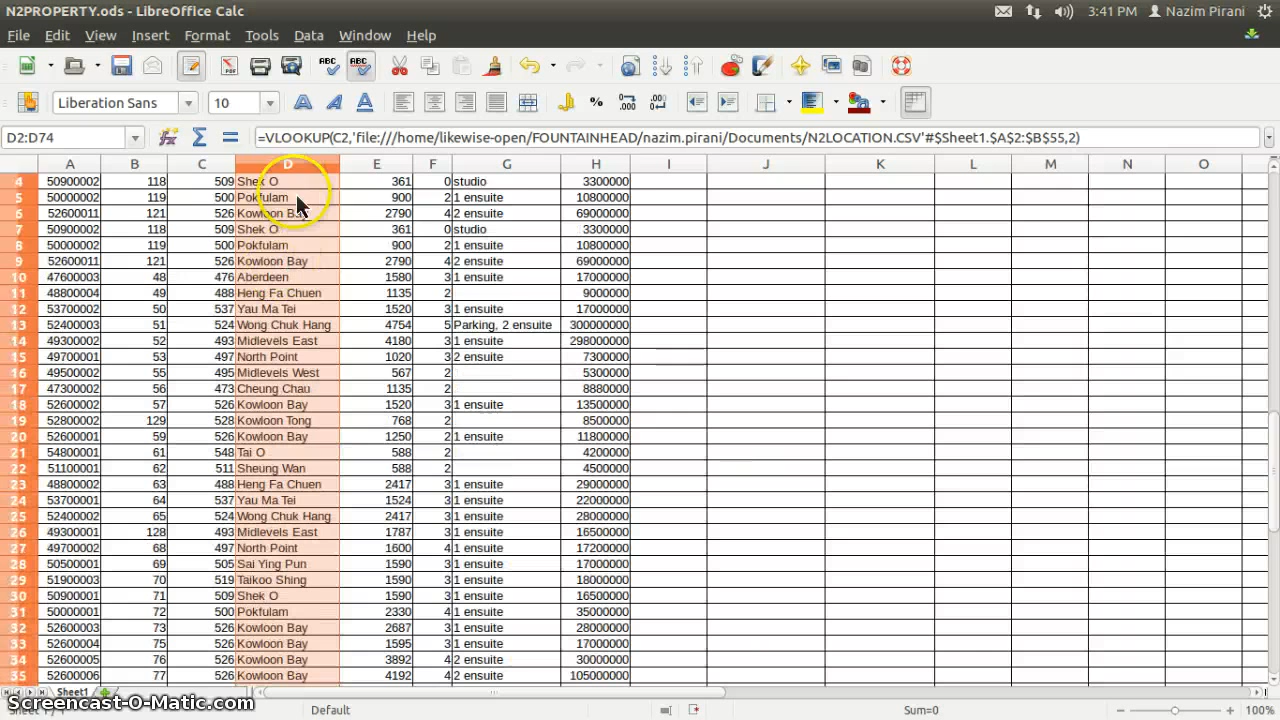 N2PROPERTY.ods - LibreOffice Calc 3:41 PM Nazim Pirani
File Edit View Insert Format Tools Data Window Help
Liberation Sans 10
D2:D74 =VLOOKUP(C2,'file:///home/likewise-open/FOUNTAINHEAD/nazim.pirani/Documents/N2LOCATION.CSV'#$Sheet1.$A$2:$B$55,2)
A B C D E F G H I J K L M N O
4 50900002 118 509 Shek O 361 0 studio 3300000
5 50000002 119 500 Pokfulam 900 2 1 ensuite 10800000
6 52600011 121 526 Kowloon Bay 2790 4 2 ensuite 69000000
7 50900002 118 509 Shek O 361 0 studio 3300000
8 50000002 119 500 Pokfulam 900 2 1 ensuite 10800000
9 52600011 121 526 Kowloon Bay 2790 4 2 ensuite 69000000
10 47600003 48 476 Aberdeen 1580 3 1 ensuite 17000000
11 48800004 49 488 Heng Fa Chuen 1135 2 9000000
12 53700002 50 537 Yau Ma Tei 1520 3 1 ensuite 17000000
13 52400003 51 524 Wong Chuk Hang 4754 5 Parking, 2 ensuite 300000000
14 49300002 52 493 Midlevels East 4180 3 1 ensuite 298000000
15 49700001 53 497 North Point 1020 3 2 ensuite 7300000
16 49500002 55 495 Midlevels West 567 2 5300000
17 47300002 56 473 Cheung Chau 1135 2 8880000
18 52600002 57 526 Kowloon Bay 1520 3 1 ensuite 13500000
19 52800002 129 528 Kowloon Tong 768 2 8500000
20 52600001 59 526 Kowloon Bay 1250 2 1 ensuite 11800000
21 54800001 61 548 Tai O 588 2 4200000
22 51100001 62 511 Sheung Wan 588 2 4500000
23 48800002 63 488 Heng Fa Chuen 2417 3 1 ensuite 29000000
24 53700001 64 537 Yau Ma Tei 1524 3 1 ensuite 22000000
25 52400002 65 524 Wong Chuk Hang 2417 3 1 ensuite 28000000
26 49300001 128 493 Midlevels East 1787 3 1 ensuite 16500000
27 49700002 68 497 North Point 1600 4 1 ensuite 17200000
28 50500001 69 505 Sai Ying Pun 1590 3 1 ensuite 17000000
29 51900003 70 519 Taikoo Shing 1590 3 1 ensuite 18000000
30 50900001 71 509 Shek O 1590 3 1 ensuite 16500000
31 50000001 72 500 Pokfulam 2330 4 1 ensuite 35000000
32 52600003 73 526 Kowloon Bay 2687 3 1 ensuite 28000000
33 52600004 75 526 Kowloon Bay 1595 3 1 ensuite 17000000
34 52600005 76 526 Kowloon Bay 3892 4 2 ensuite 30000000
35 52600006 77 526 Kowloon Bay 4192 4 2 ensuite 105000000
Sheet1
Screencast-O-Matic.com
Sheet 1 / 1 Default Sum=0 100%